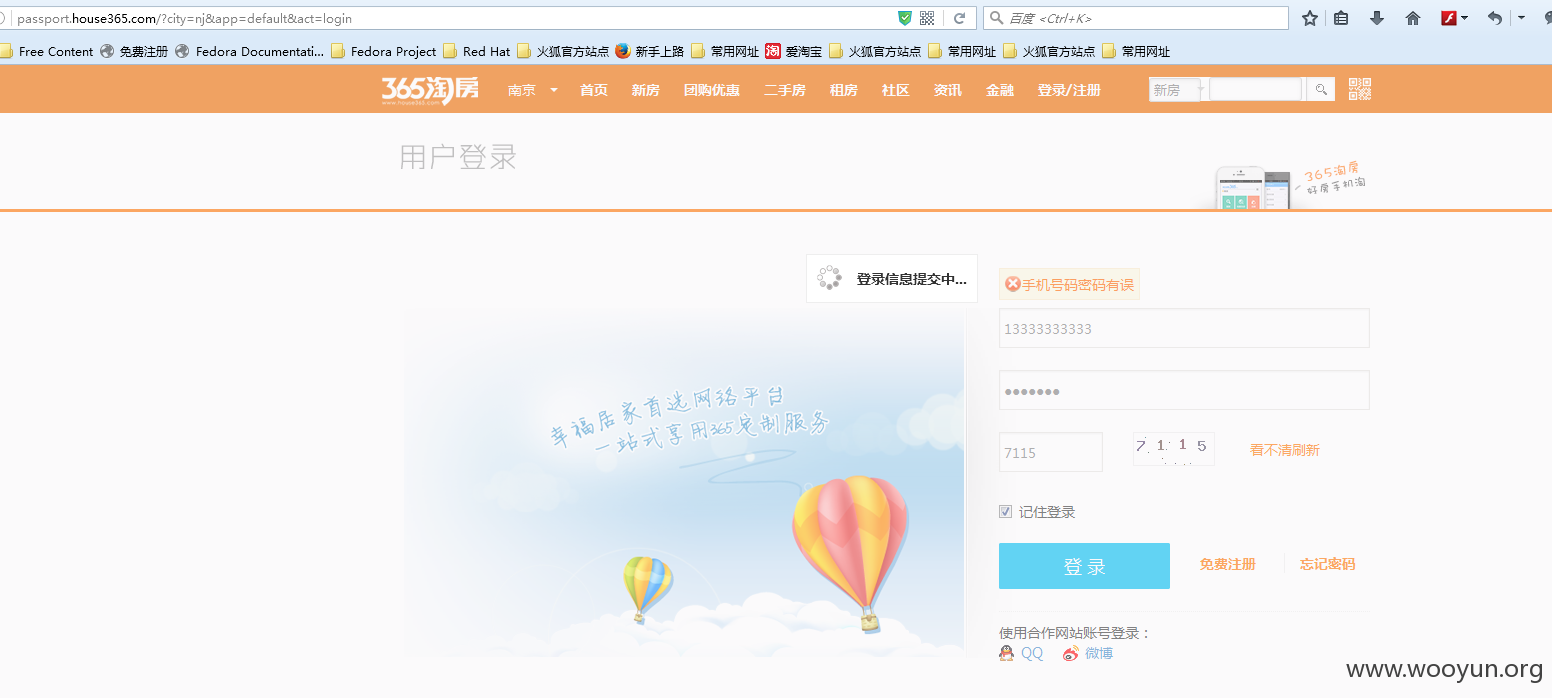 passport.house365.com/?city=nj&app=default&act=login
百度 <Ctrl+K>
Free Content 免费注册 Fedora Documentati... Fedora Project Red Hat 火狐官方站点 新手上路 常用网址 淘 爱淘宝 火狐官方站点 常用网址 火狐官方站点 常用网址
365淘房 南京 首页 新房 团购优惠 二手房 租房 社区 资讯 金融 登录/注册 新房
www.house365.com
用户登录
365淘房
好房手机淘
登录信息提交中...
手机号码密码有误
13333333333
幸福居家首选网络平台
一站式享用365定制服务
7115 7 1 1 5 看不清刷新
记住登录
登 录 免费注册 忘记密码
使用合作网站账号登录：
QQ 微博
www.wooyun.org